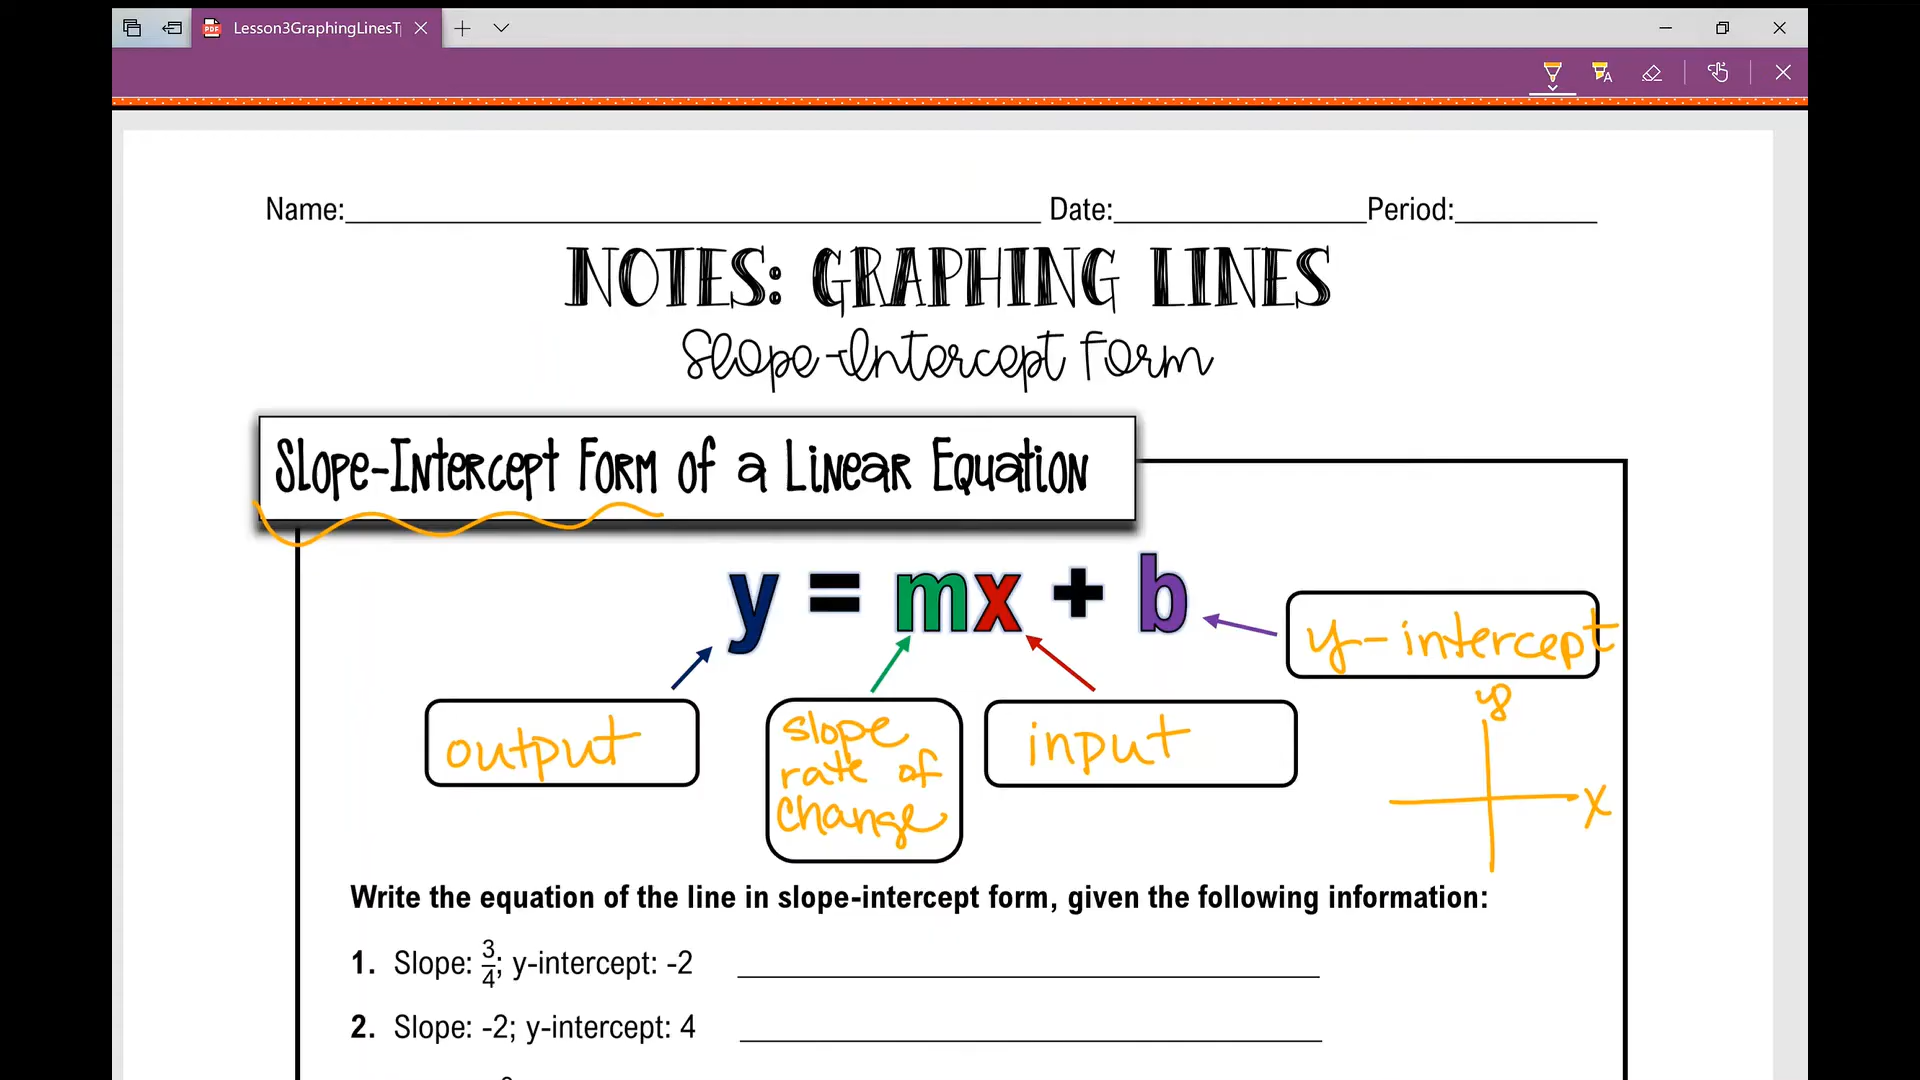 Lesson3GraphingLinesT
Name: Date: Period:
NOTES: GRAPHING LINES
Slope-Intercept Form
Slope-Intercept Form of a Linear Equation
y = mx + b
y-intercept
y
output
slope
rate of
change
input
x
Write the equation of the line in slope-intercept form, given the following information:
1. Slope: 3/4; y-intercept: -2
2. Slope: -2; y-intercept: 4